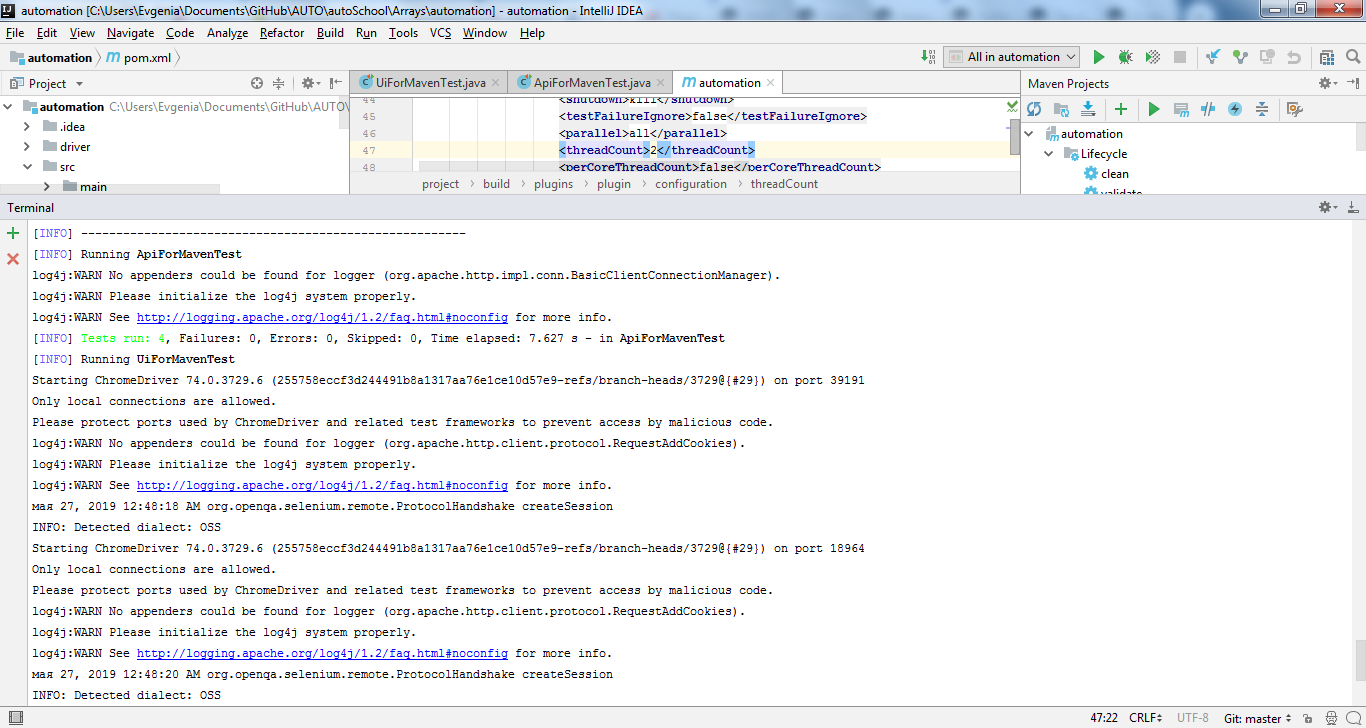 automation [C:\Users\Evgenia\Documents\GitHub\AUTO\autoSchool\Arrays\automation] - automation - IntelliJ IDEA
File Edit View Navigate Code Analyze Refactor Build Run Tools VCS Window Help
automation pom.xml All in automation
Project UiForMavenTest.java ApiForMavenTest.java automation Maven Projects
automation C:\Users\Evgenia\Documents\GitHub\AUTO\
.idea
driver
src
main
44 <shutdown>kill</shutdown>
45 <testFailureIgnore>false</testFailureIgnore>
46 <parallel>all</parallel>
47 <threadCount>2</threadCount>
48 <perCoreThreadCount>false</perCoreThreadCount>
project build plugins plugin configuration threadCount
automation
Lifecycle
clean
validate
Terminal
[INFO] -------------------------------------------------------
[INFO] Running ApiForMavenTest
log4j:WARN No appenders could be found for logger (org.apache.http.impl.conn.BasicClientConnectionManager).
log4j:WARN Please initialize the log4j system properly.
log4j:WARN See http://logging.apache.org/log4j/1.2/faq.html#noconfig for more info.
[INFO] Tests run: 4, Failures: 0, Errors: 0, Skipped: 0, Time elapsed: 7.627 s - in ApiForMavenTest
[INFO] Running UiForMavenTest
Starting ChromeDriver 74.0.3729.6 (255758eccf3d244491b8a1317aa76e1ce10d57e9-refs/branch-heads/3729@{#29}) on port 39191
Only local connections are allowed.
Please protect ports used by ChromeDriver and related test frameworks to prevent access by malicious code.
log4j:WARN No appenders could be found for logger (org.apache.http.client.protocol.RequestAddCookies).
log4j:WARN Please initialize the log4j system properly.
log4j:WARN See http://logging.apache.org/log4j/1.2/faq.html#noconfig for more info.
мая 27, 2019 12:48:18 AM org.openqa.selenium.remote.ProtocolHandshake createSession
INFO: Detected dialect: OSS
Starting ChromeDriver 74.0.3729.6 (255758eccf3d244491b8a1317aa76e1ce10d57e9-refs/branch-heads/3729@{#29}) on port 18964
Only local connections are allowed.
Please protect ports used by ChromeDriver and related test frameworks to prevent access by malicious code.
log4j:WARN No appenders could be found for logger (org.apache.http.client.protocol.RequestAddCookies).
log4j:WARN Please initialize the log4j system properly.
log4j:WARN See http://logging.apache.org/log4j/1.2/faq.html#noconfig for more info.
мая 27, 2019 12:48:20 AM org.openqa.selenium.remote.ProtocolHandshake createSession
INFO: Detected dialect: OSS
47:22 CRLF UTF-8 Git: master